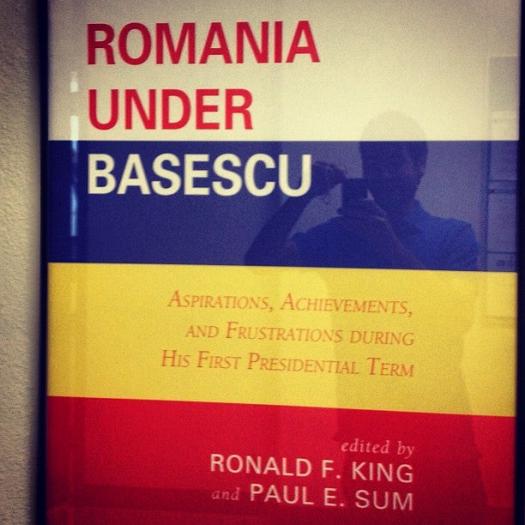 ROMANIA
UNDER
BASESCU
ASPIRATIONS, ACHIEVEMENTS,
AND FRUSTRATIONS DURING
HIS FIRST PRESIDENTIAL TERM
edited by
RONALD F. KING
and PAUL E. SUM